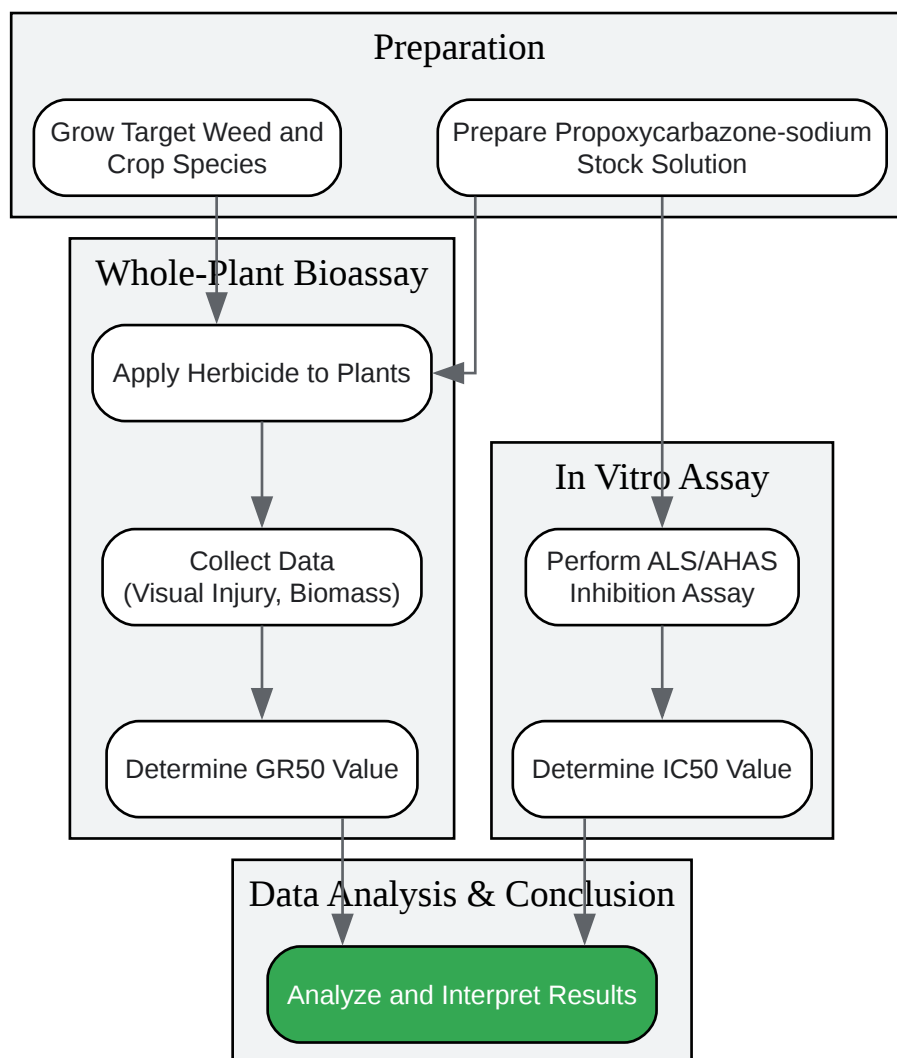 Preparation
Grow Target Weed and
Crop Species
Prepare Propoxycarbazone-sodium
Stock Solution
Whole-Plant Bioassay
Apply Herbicide to Plants
Collect Data
(Visual Injury, Biomass)
Determine GR50 Value
In Vitro Assay
Perform ALS/AHAS
Inhibition Assay
Determine IC50 Value
Data Analysis & Conclusion
Analyze and Interpret Results